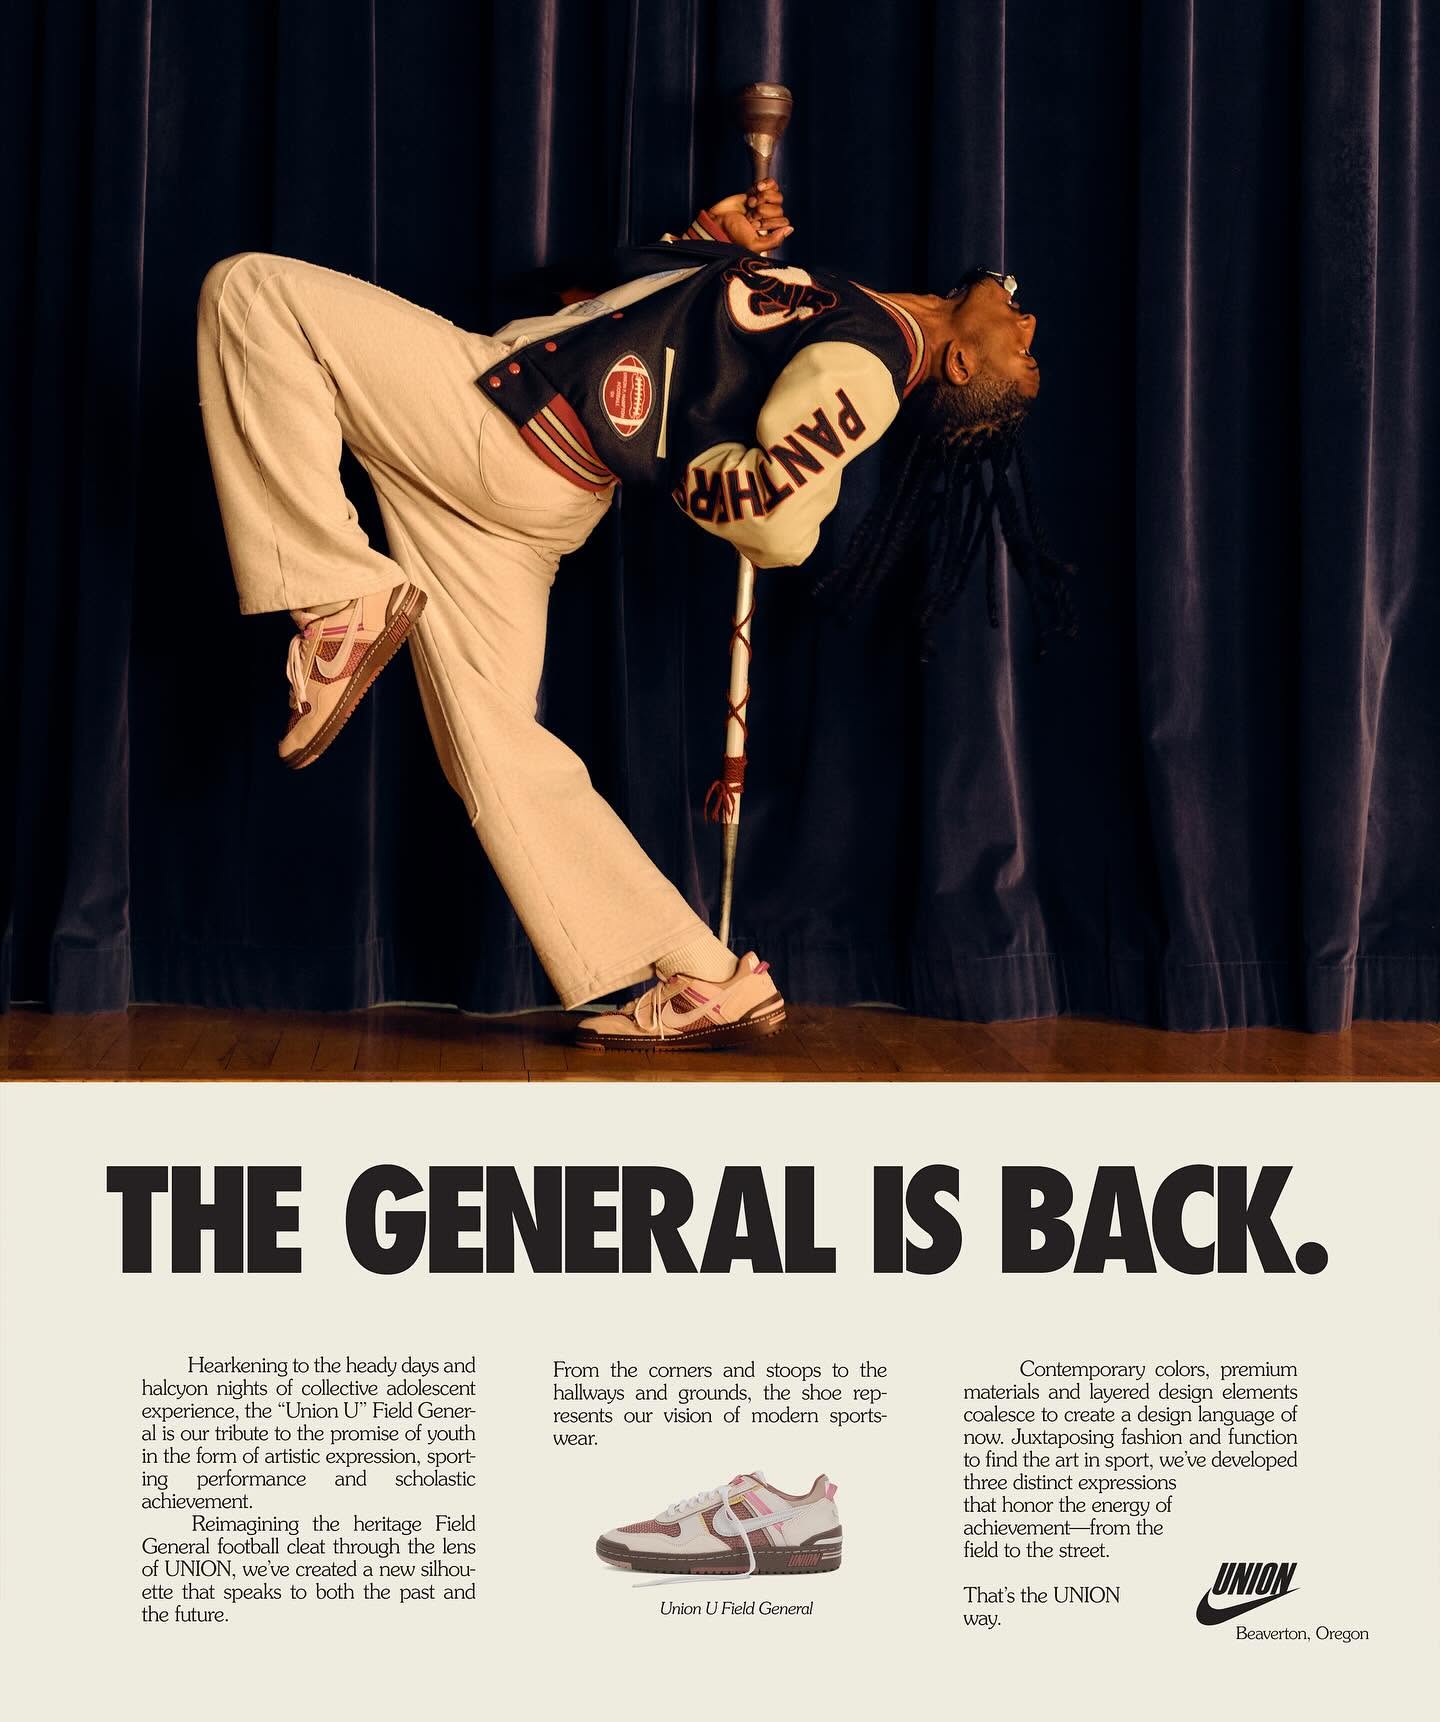 PANTHERS
THE GENERAL IS BACK.
Hearkening to the heady days and
halcyon nights of collective adolescent
experience, the “Union U” Field Gener-
al is our tribute to the promise of youth
in the form of artistic expression, sport-
ing performance and scholastic
achievement.
Reimagining the heritage Field
General football cleat through the lens
of UNION, we’ve created a new silhou-
ette that speaks to both the past and
the future.
From the corners and stoops to the
hallways and grounds, the shoe rep-
resents our vision of modern sports-
wear.
UNION
Union U Field General
Contemporary colors, premium
materials and layered design elements
coalesce to create a design language of
now. Juxtaposing fashion and function
to find the art in sport, we’ve developed
three distinct expressions
that honor the energy of
achievement—from the
field to the street.
That’s the UNION
way.
UNION
Beaverton, Oregon